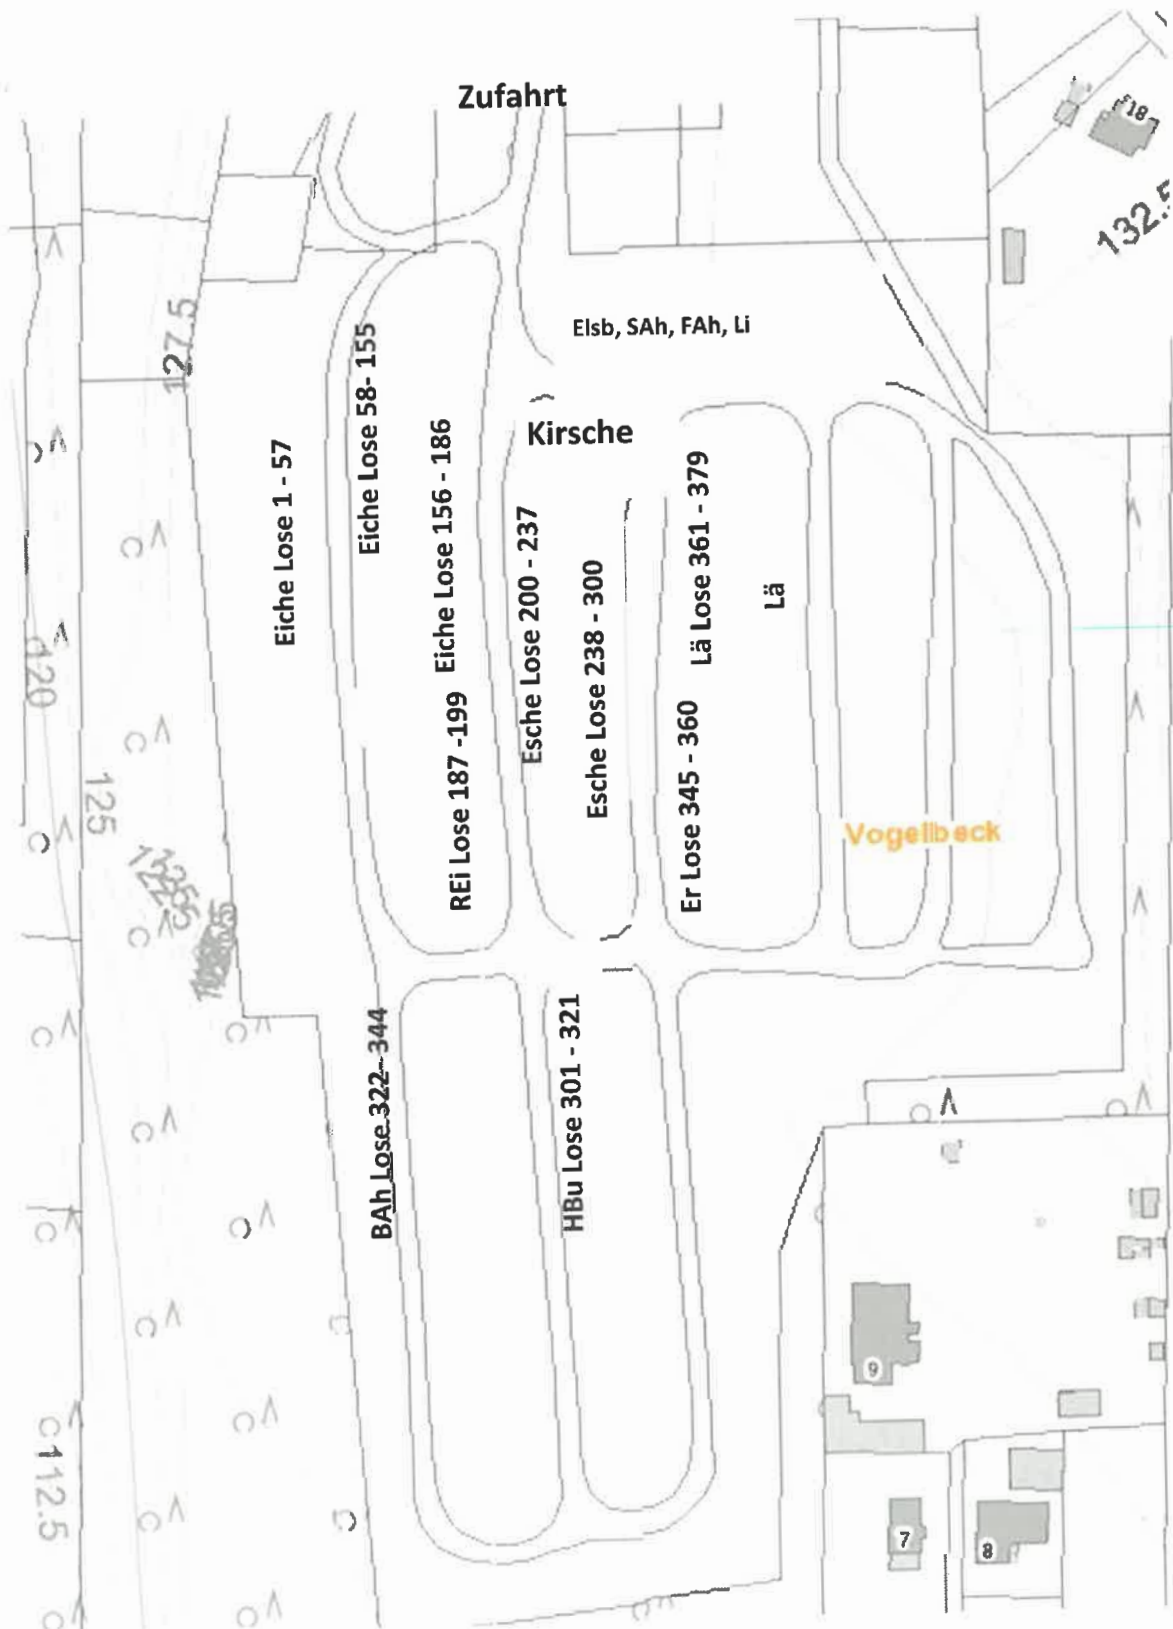 Zufahrt
18
132.5
127.5
Elsb, SAh, FAh, Li
Kirsche
Eiche Lose 1 - 57
Eiche Lose 58- 155
Eiche Lose 156 - 186
REi Lose 187 -199
Esche Lose 200 - 237
Esche Lose 238 - 300
Lä Lose 361 - 379
Er Lose 345 - 360
Lä
120
125
Vogelbeck
BAh Lose 322- 344
HBu Lose 301 - 321
9
112.5
7
8